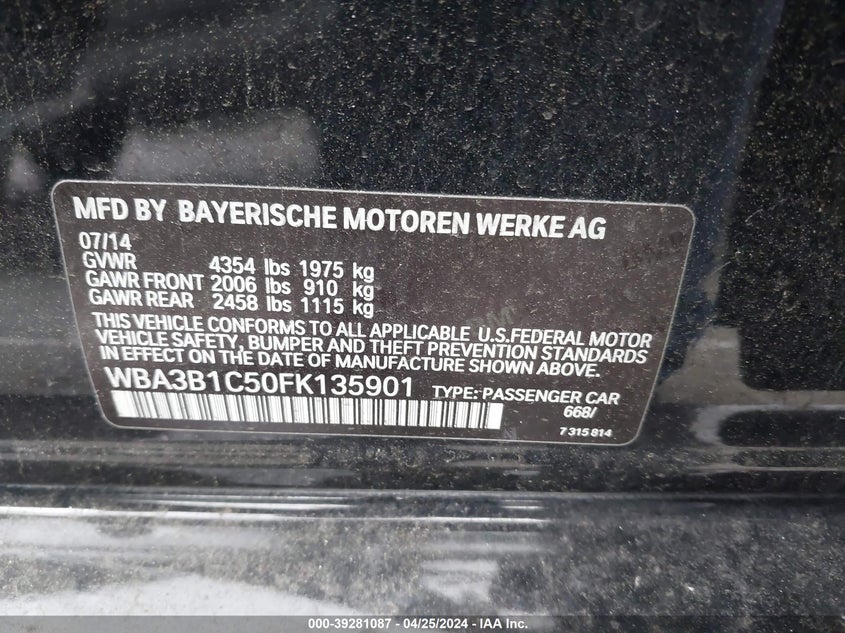 MFD BY BAYERISCHE MOTOREN WERKE AG
07/14
GVWR 4354 lbs 1975 kg
GAWR FRONT 2006 lbs 910 kg
GAWR REAR 2458 lbs 1115 kg
THIS VEHICLE CONFORMS TO ALL APPLICABLE U.S.FEDERAL MOTOR
VEHICLE SAFETY, BUMPER AND THEFT PREVENTION STANDARDS
IN EFFECT ON THE DATE OF MANUFACTURE SHOWN ABOVE.
WBA3B1C50FK135901 TYPE: PASSENGER CAR
668/
7 315 814
000-39281087 - 04/25/2024 - IAA Inc.